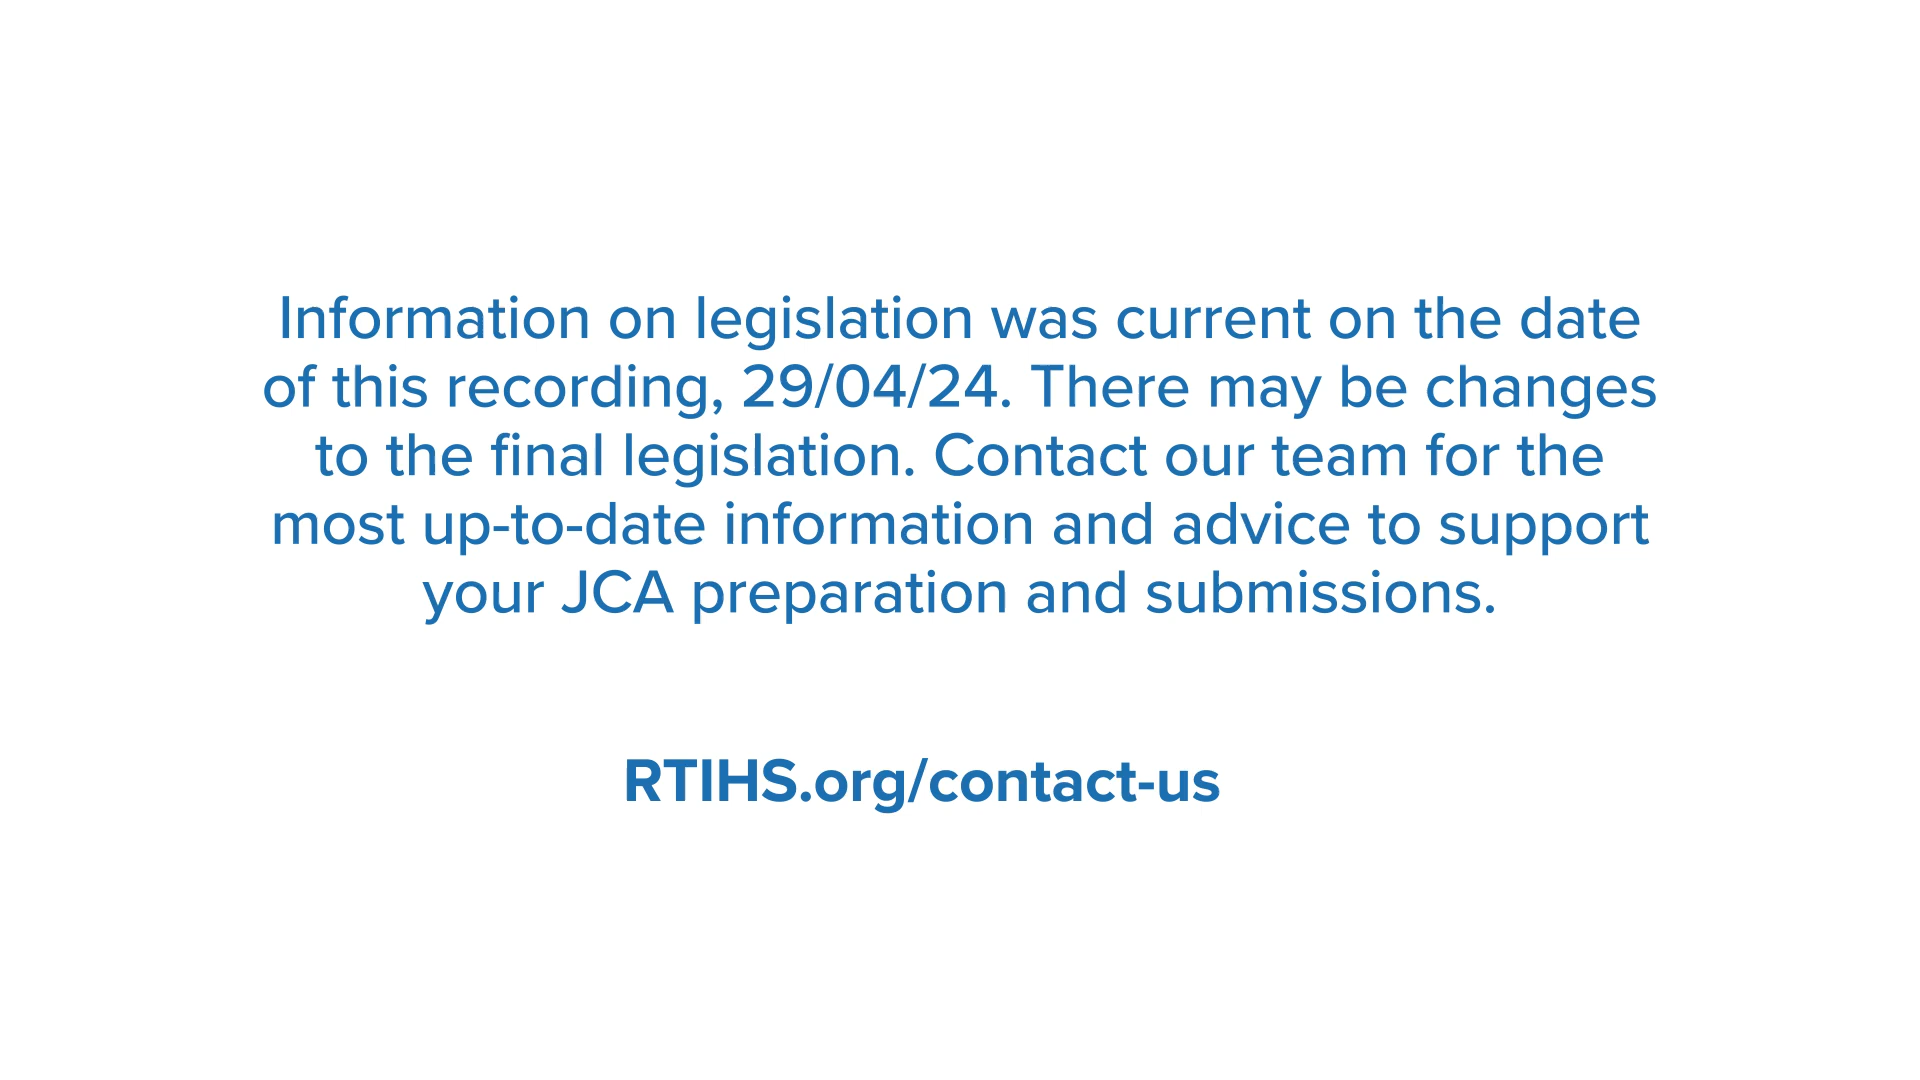 Information on legislation was current on the date
of this recording, 29/04/24. There may be changes
to the final legislation. Contact our team for the
most up-to-date information and advice to support
your JCA preparation and submissions.
RTIHS.org/contact-us